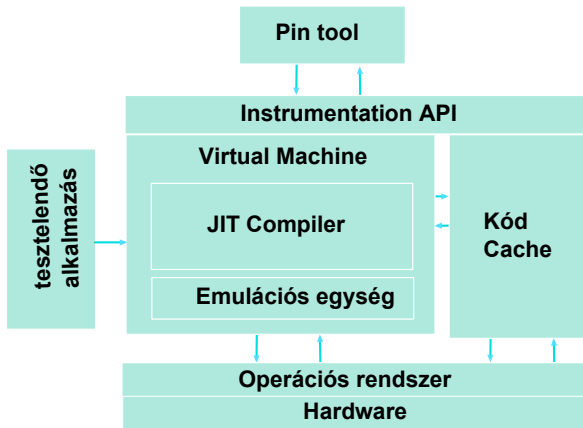 Pin tool
Instrumentation API
tesztelendő
alkalmazás
Virtual Machine
JIT Compiler
Emulációs egység
Kód
Cache
Operációs rendszer
Hardware